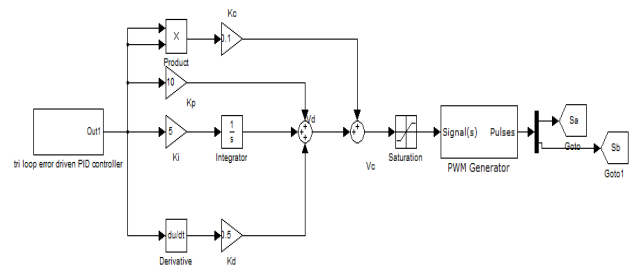 Kc
X
0.1
Product
10
Kp
Vd
Out1
5
1
s
Ki
Integrator
tri loop error driven PID controller
Vc
Saturation
Signal(s)
Pulses
PWM Generator
Sa
Goto
Sb
Goto1
du/dt
0.5
Derivative
Kd